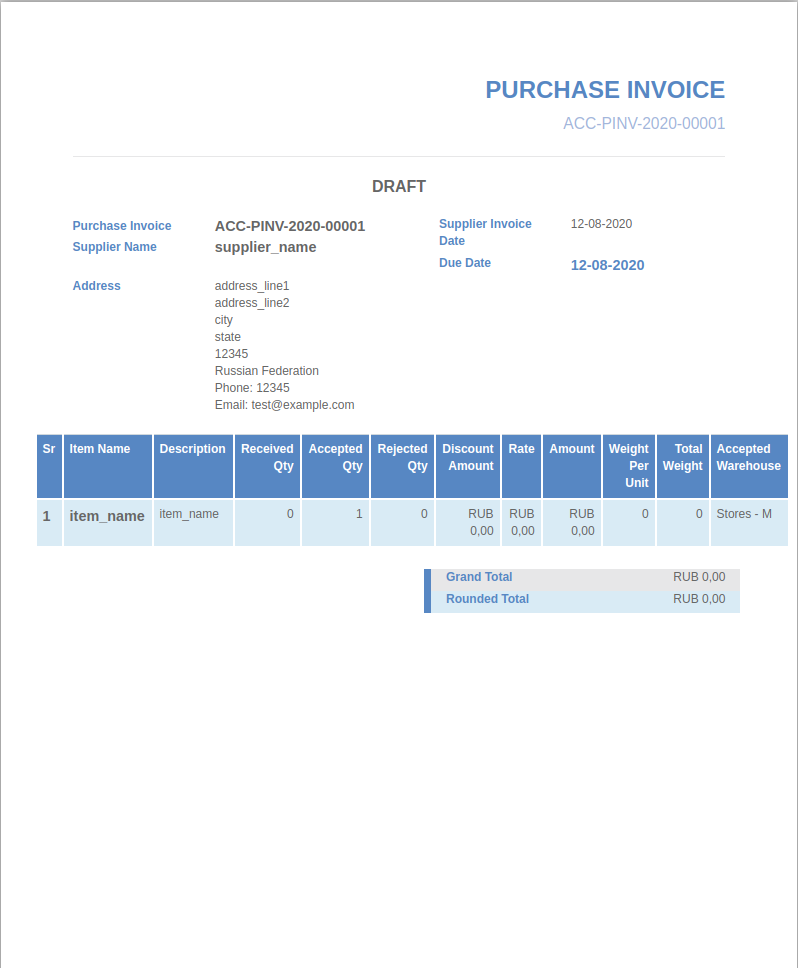 PURCHASE INVOICE
ACC-PINV-2020-00001
DRAFT
Purchase Invoice ACC-PINV-2020-00001
Supplier Name supplier_name
Supplier Invoice 12-08-2020
Date
Due Date 12-08-2020
Address address_line1
address_line2
city
state
12345
Russian Federation
Phone: 12345
Email: test@example.com
Sr Item Name Description Received Accepted Rejected Discount Rate Amount Weight Total Accepted
Qty Qty Qty Amount Per Weight Warehouse
Unit
1 item_name item_name 0 1 0 RUB RUB RUB 0 0 Stores - M
0,00 0,00 0,00
Grand Total RUB 0,00
Rounded Total RUB 0,00